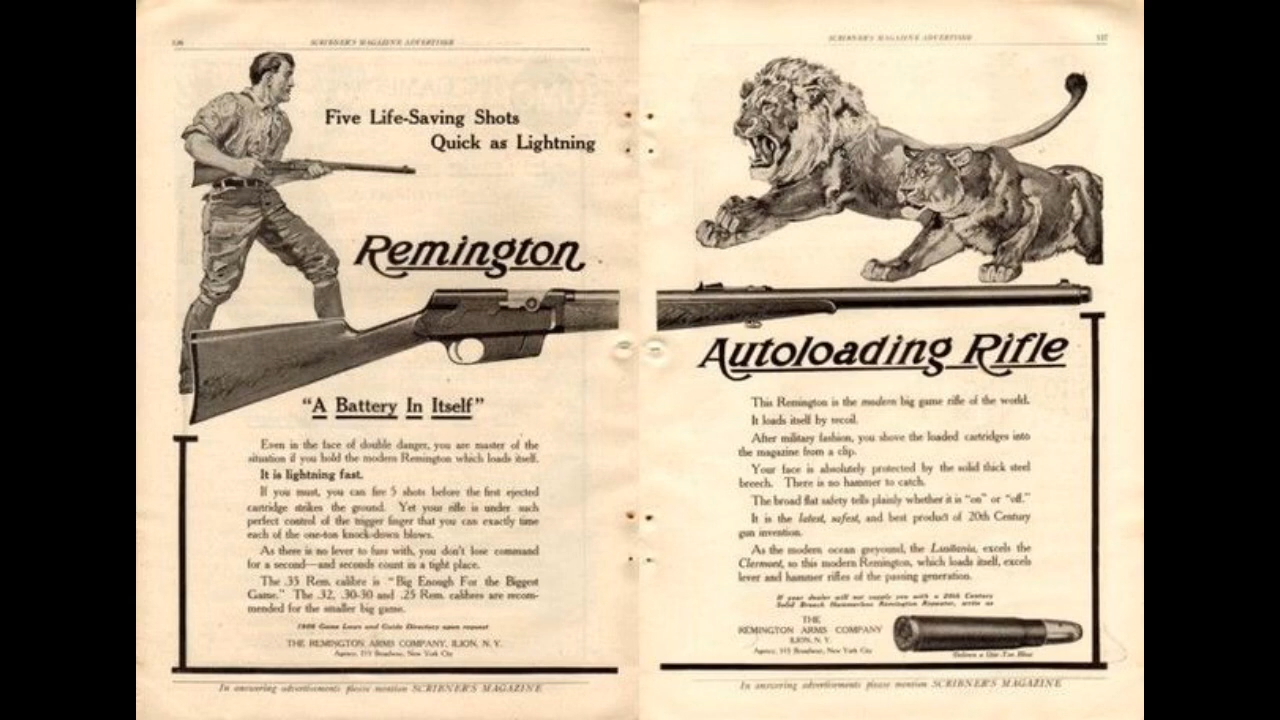 126
SCRIBNER'S MAGAZINE ADVERTISER
Five Life-Saving Shots
Quick as Lightning
Remington
"A Battery In Itself"
Even in the face of double danger, you are master of the
situation if you hold the modern Remington which loads itself.
It is lightning fast.
If you must, you can fire 5 shots before the first ejected
cartridge strikes the ground. Yet your rifle is under such
perfect control of the trigger finger that you can exactly time
each of the one-ton knock-down blows.
As there is no lever to fuss with, you don't lose command
for a second—and seconds count in a tight place.
The .35 Rem. calibre is "Big Enough For the Biggest
Game." The .32, .30-30 and .25 Rem. calibres are recom-
mended for the smaller big game.
1908 Game Laws and Guide Directory upon request
THE REMINGTON ARMS COMPANY, ILION, N. Y.
Agency, 315 Broadway, New York City
In answering advertisements please mention SCRIBNER'S MAGAZINE
SCRIBNER'S MAGAZINE ADVERTISER
127
Autoloading Rifle
This Remington is the modern big game rifle of the world.
It loads itself by recoil.
After military fashion, you shove the loaded cartridges into
the magazine from a clip.
Your face is absolutely protected by the solid thick steel
breech. There is no hammer to catch.
The broad flat safety tells plainly whether it is "on" or "off."
It is the latest, safest, and best product of 20th Century
gun invention.
As the modern ocean greyound, the Lusitania, excels the
Clermont, so this modern Remington, which loads itself, excels
lever and hammer rifles of the passing generation.
If your dealer will not supply you with a 20th Century
Solid Breech Hammerless Remington Repeater, write us
THE
REMINGTON ARMS COMPANY
ILION, N. Y.
Agency, 315 Broadway, New York City
Delivers a One-Ton Blow
In answering advertisements please mention SCRIBNER'S MAGAZINE